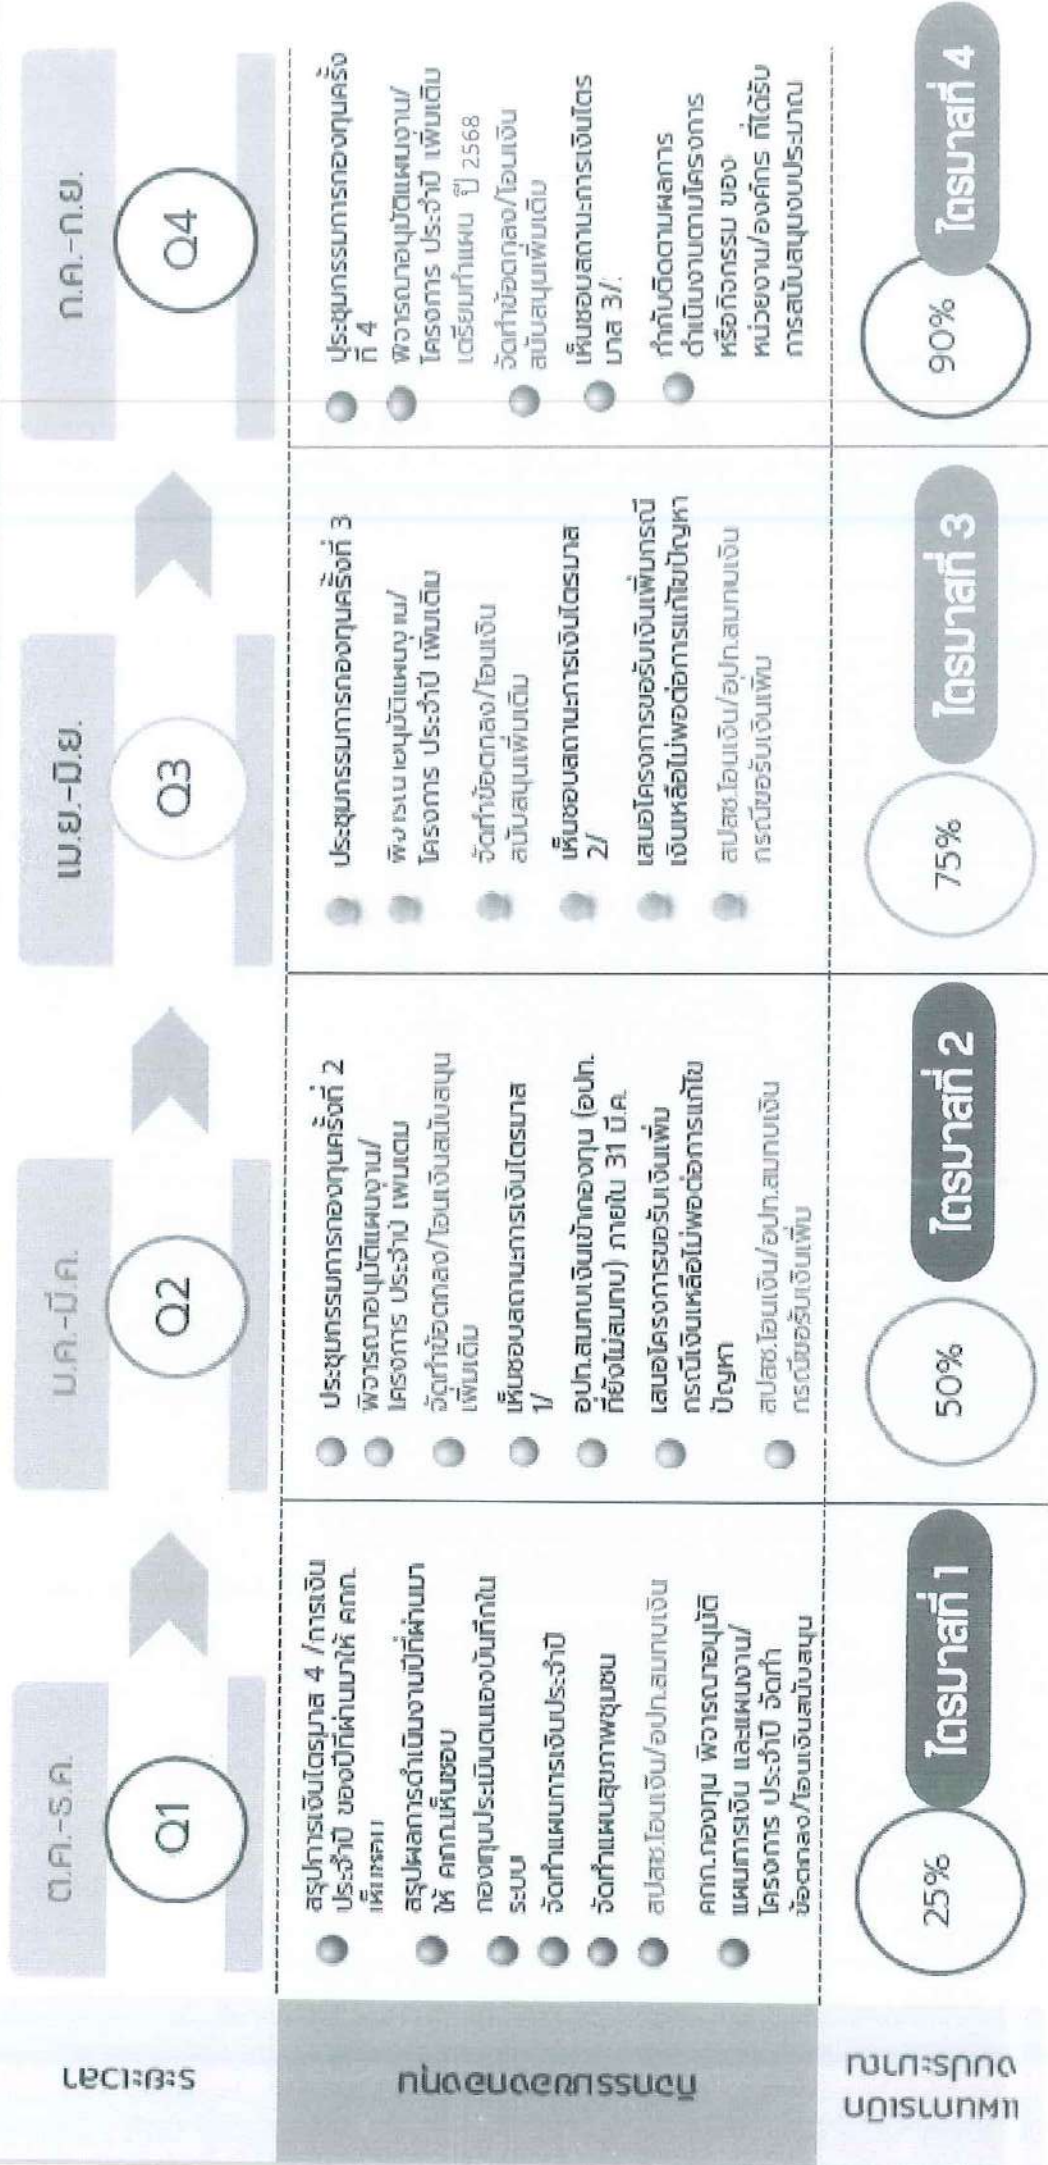 ระยะเวลา
ต.ค.-ธ.ค.
Q1
ม.ค.-มี.ค.
Q2
เม.ย.-มิ.ย.
Q3
ก.ค.-ก.ย.
Q4
กิจกรรมของกองทุน
สรุปการเงินไตรมาส 4 /การเงิน
ประจำปี ของปีที่ผ่านมาให้ คกก.
เห็นชอบ
สรุปผลการดำเนินงานปีที่ผ่านมา
ให้ คกก.เห็นชอบ
กองทุนประเมินตนเองบันทึกใน
ระบบ
จัดทำแผนการเงินประจำปี
จัดทำแผนสุขภาพชุมชน
สปสช.โอนเงิน/อปท.สมทบเงิน
คกก.กองทุน พิจารณาอนุมัติ
แผนการเงิน และแผนงาน/
โครงการ ประจำปี จัดทำ
ข้อตกลง/โอนเงินสนับสนุน
ประชุมกรรมการกองทุนครั้งที่ 2
พิจารณาอนุมัติแผนงาน/
โครงการ ประจำปี เพิ่มเติม
จัดทำข้อตกลง/โอนเงินสนับสนุน
เพิ่มเติม
เห็นชอบสถานะการเงินไตรมาส
1/
อปท.สมทบเงินเข้ากองทุน (อปท.
ที่ยังไม่สมทบ) ภายใน 31 มี.ค.
เสนอโครงการขอรับเงินเพิ่ม
กรณีเงินเหลือไม่พอต่อการแก้ไข
ปัญหา
สปสช.โอนเงิน/อปท.สมทบเงิน
กรณีขอรับเงินเพิ่ม
ประชุมกรรมการกองทุนครั้งที่ 3
พิจารณาอนุมัติแผนงาน/
โครงการ ประจำปี เพิ่มเติม
จัดทำข้อตกลง/โอนเงิน
สนับสนุนเพิ่มเติม
เห็นชอบสถานะการเงินไตรมาส
2/
เสนอโครงการขอรับเงินเพิ่มกรณี
เงินเหลือไม่พอต่อการแก้ไขปัญหา
สปสช.โอนเงิน/อปท.สมทบเงิน
กรณีขอรับเงินเพิ่ม
ประชุมกรรมการกองทุนครั้ง
ที่ 4
พิจารณาอนุมัติแผนงาน/
โครงการ ประจำปี เพิ่มเติม
เตรียมทำแผน ปี 2568
จัดทำข้อตกลง/โอนเงิน
สนับสนุนเพิ่มเติม
เห็นชอบสถานะการเงินไตร
มาส 3/
กำกับติดตามผลการ
ดำเนินงานตามโครงการ
หรือกิจกรรม ของ
หน่วยงาน/องค์กร ที่ได้รับ
การสนับสนุนงบประมาณ
แผนการเบิก
งบประมาณ
25%
ไตรมาสที่ 1
50%
ไตรมาสที่ 2
75%
ไตรมาสที่ 3
90%
ไตรมาสที่ 4